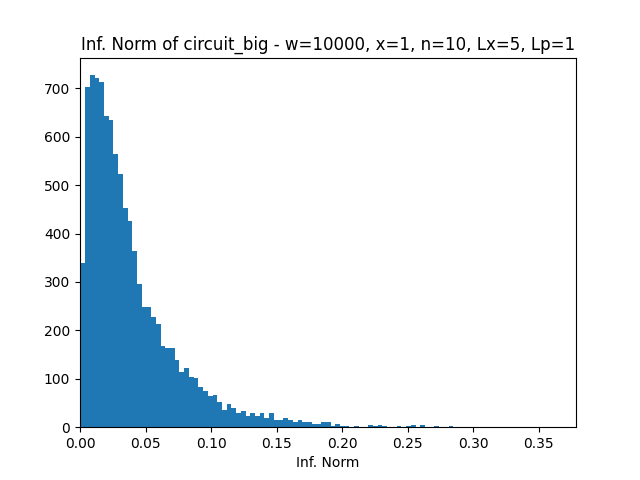 Inf. Norm of circuit_big - w=10000, x=1, n=10, Lx=5, Lp=1
700
600
500
400
300
200
100
0
0.00 0.05 0.10 0.15 0.20 0.25 0.30 0.35
Inf. Norm